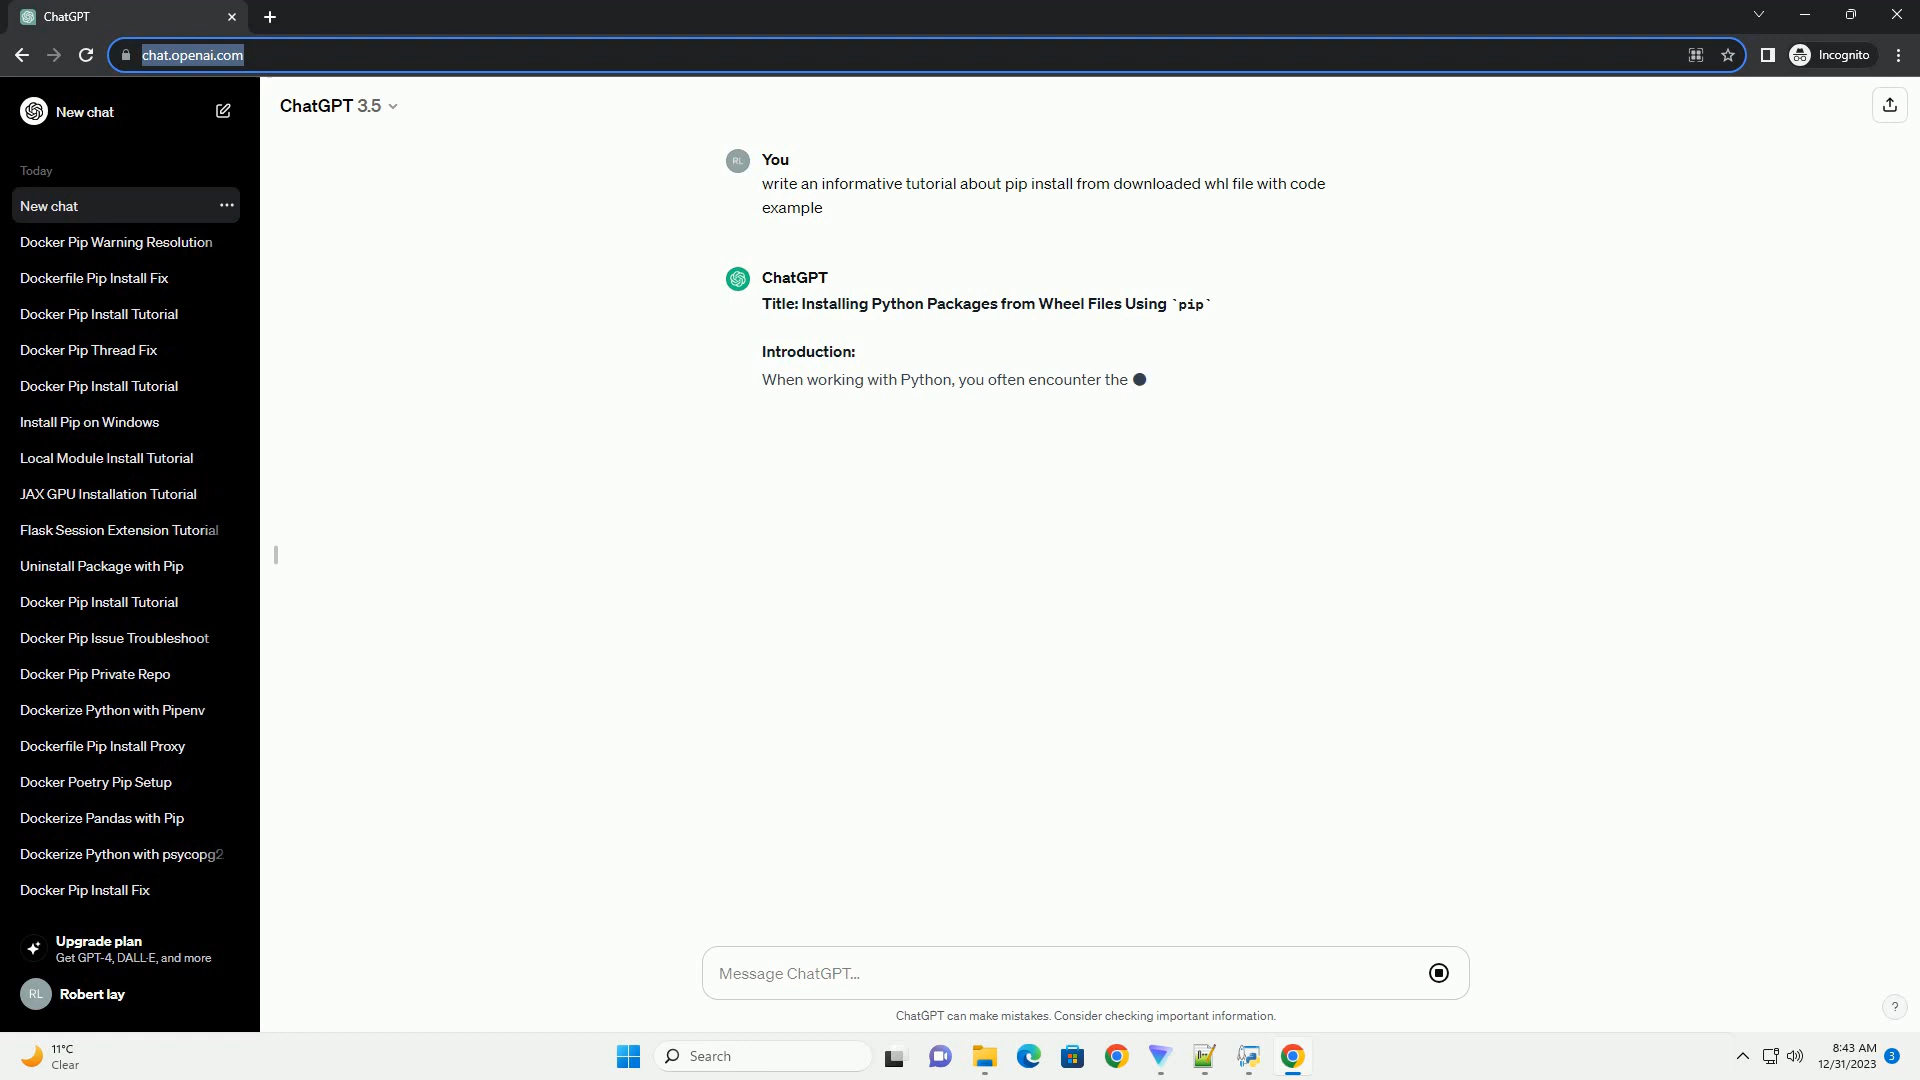 ChatGPT
chat.openai.com
Incognito
New chat
Today
New chat
Docker Pip Warning Resolution
Dockerfile Pip Install Fix
Docker Pip Install Tutorial
Docker Pip Thread Fix
Docker Pip Install Tutorial
Install Pip on Windows
Local Module Install Tutorial
JAX GPU Installation Tutorial
Flask Session Extension Tutorial
Uninstall Package with Pip
Docker Pip Install Tutorial
Docker Pip Issue Troubleshoot
Docker Pip Private Repo
Dockerize Python with Pipenv
Dockerfile Pip Install Proxy
Docker Poetry Pip Setup
Dockerize Pandas with Pip
Dockerize Python with psycopg2
Docker Pip Install Fix
Upgrade plan
Get GPT-4, DALL·E, and more
RL Robert lay
ChatGPT 3.5
RL You
write an informative tutorial about pip install from downloaded whl file with code
example
ChatGPT
Title: Installing Python Packages from Wheel Files Using `pip`
Introduction:
When working with Python, you often encounter the
Message ChatGPT...
ChatGPT can make mistakes. Consider checking important information.
?
11°C
Clear
Search
8:43 AM
12/31/2023
3